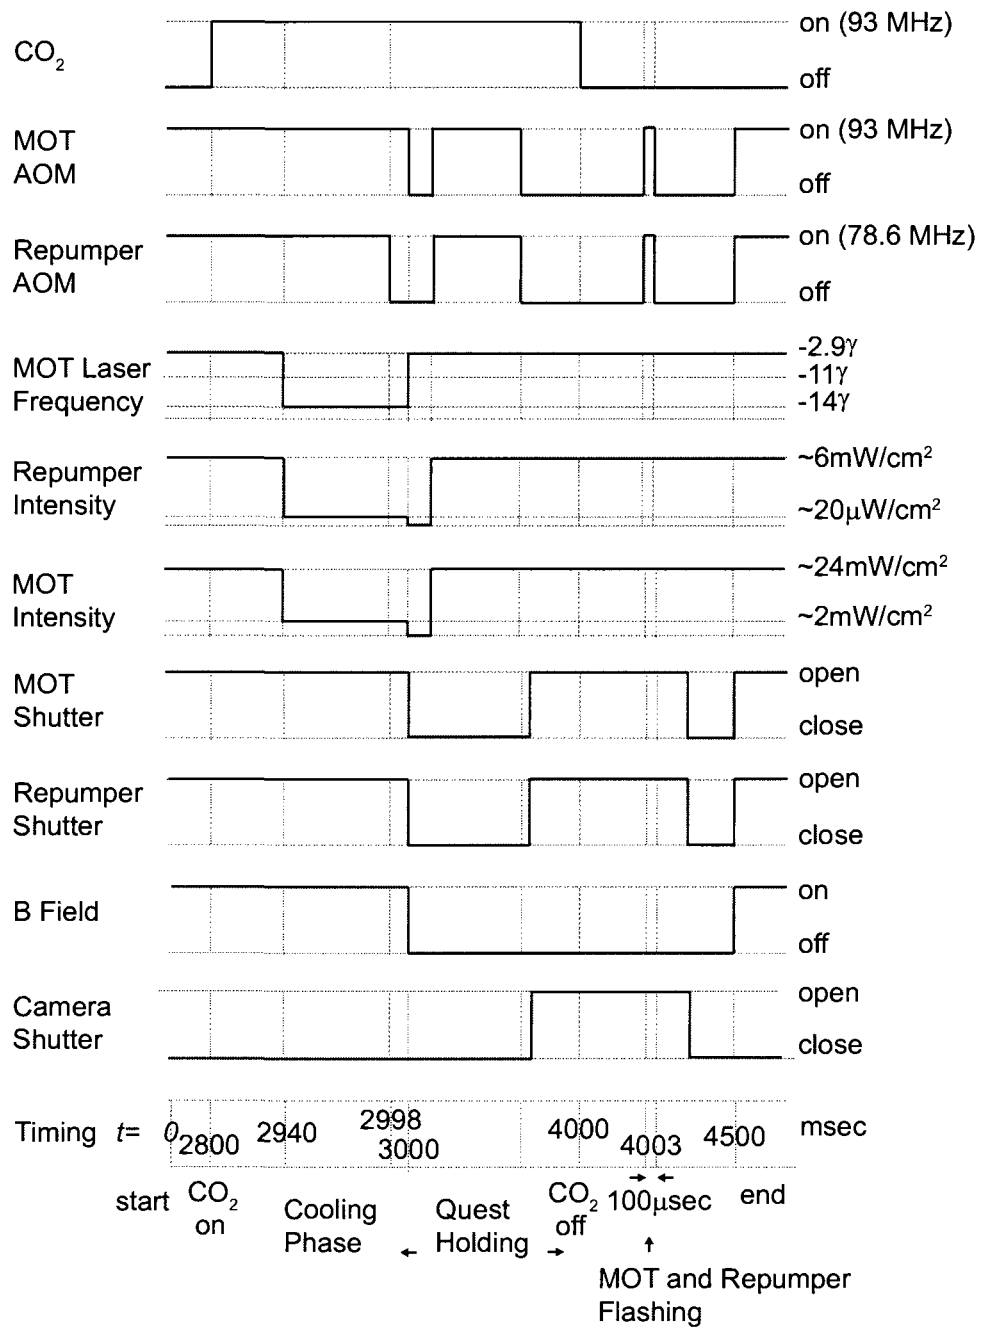 CO2
on (93 MHz)
off
MOT
AOM
on (93 MHz)
off
Repumper
AOM
on (78.6 MHz)
off
MOT Laser
Frequency
-2.9γ
-11γ
-14γ
Repumper
Intensity
~6mW/cm²
~20μW/cm²
MOT
Intensity
~24mW/cm²
~2mW/cm²
MOT
Shutter
open
close
Repumper
Shutter
open
close
B Field
on
off
Camera
Shutter
open
close
Timing t= 0 2800 2940 2998 3000 4000 4003 4500 msec
start
CO2
on
Cooling
Phase
Quest
Holding
CO2
off
100μsec
end
MOT and Repumper
Flashing